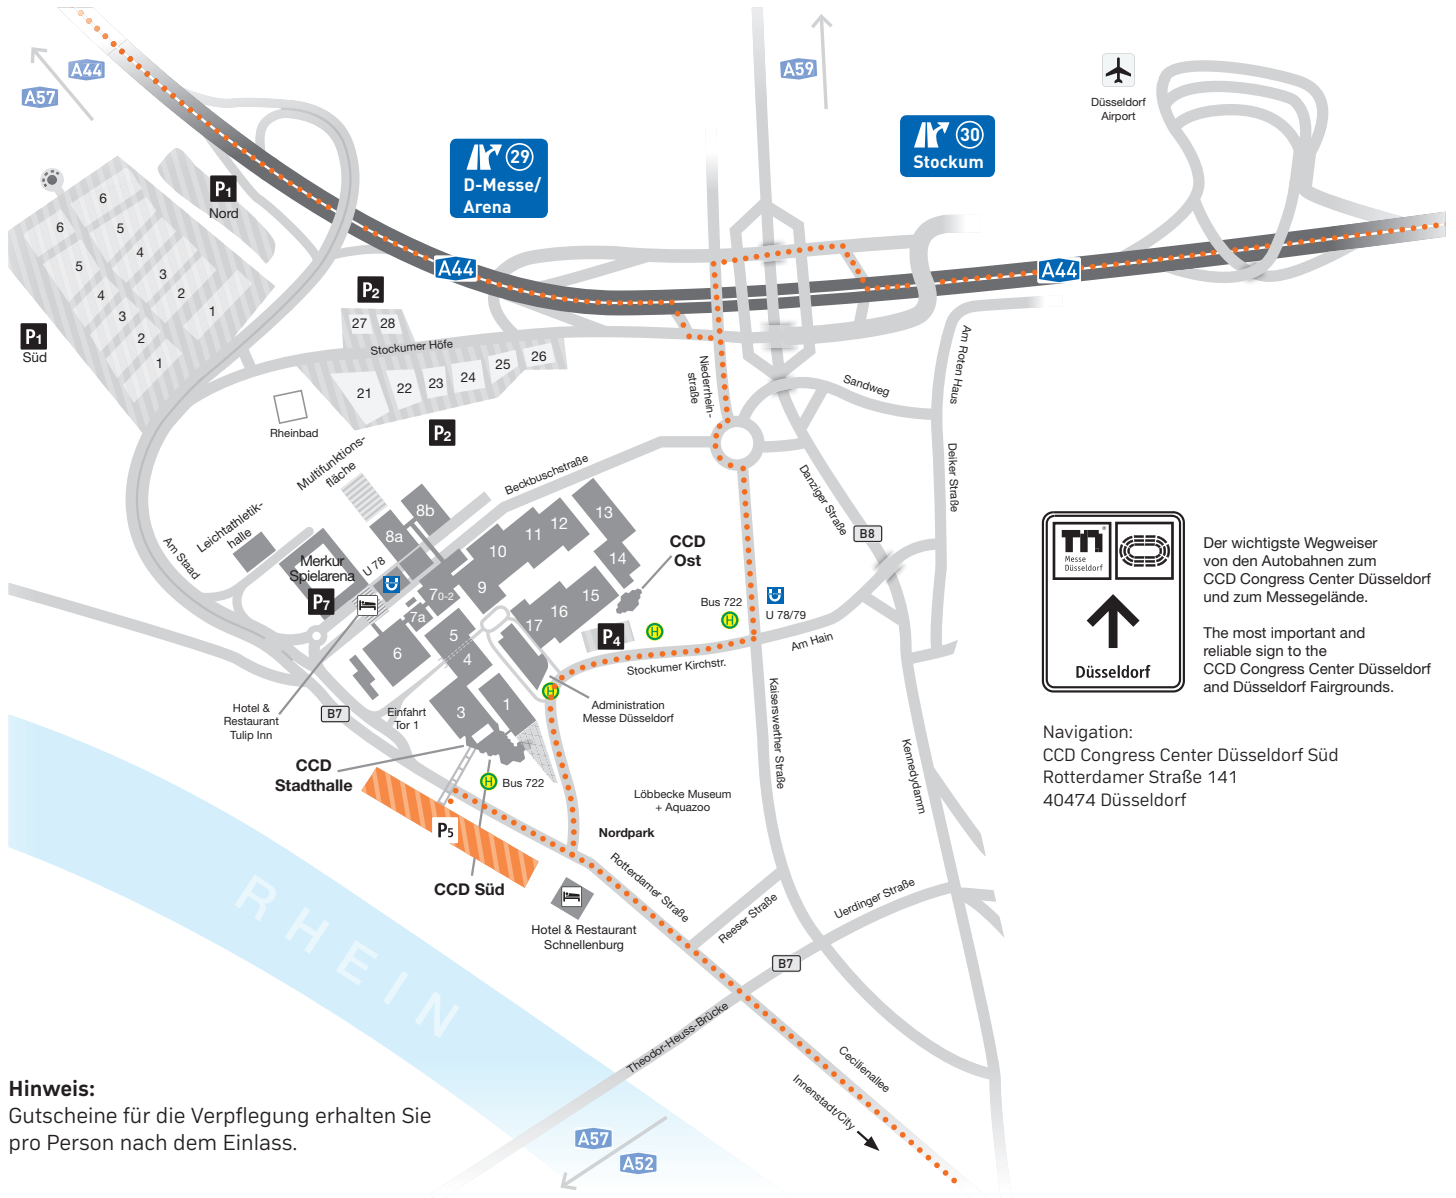 A59
A44
A57
Düsseldorf
Airport
29
D-Messe/
Arena
30
Stockum
P1
Nord
6
6
5
5
4
4
3
3
2
2
1
1
P1
Süd
A44
A44
P2
27
28
Stockumer Höfe
21
22
23
24
25
26
P2
Rheinbad
Niederrhein-
straße
Sandweg
Am Roten Haus
Deiker Straße
Danziger Straße
B8
Multifunktions-
fläche
Leichtathletik-
halle
Am Staad
Beckbuschstraße
Merkur
Spielarena
U 78
P7
8a
8b
70-2
7a
9
10
11
12
13
14
15
16
17
6
5
4
3
1
CCD
Ost
P4
H
Bus 722
H
U 78/79
Stockumer Kirchstr.
Am Hain
H
Administration
Messe Düsseldorf
Hotel &
Restaurant
Tulip Inn
B7
Einfahrt
Tor 1
CCD
Stadthalle
H
Bus 722
P5
CCD Süd
Löbbecke Museum
+ Aquazoo
Nordpark
Kaiserswerther Straße
Kennedydamm
Rotterdamer Straße
Reeser Straße
Uerdinger Straße
Hotel & Restaurant
Schnellenburg
B7
Theodor-Heuss-Brücke
Cecilienallee
Innenstadt/City
RHEIN
A57
A52
Messe
Düsseldorf
Düsseldorf
Der wichtigste Wegweiser
von den Autobahnen zum
CCD Congress Center Düsseldorf
und zum Messegelände.
The most important and
reliable sign to the
CCD Congress Center Düsseldorf
and Düsseldorf Fairgrounds.
Navigation:
CCD Congress Center Düsseldorf Süd
Rotterdamer Straße 141
40474 Düsseldorf
Hinweis:
Gutscheine für die Verpflegung erhalten Sie
pro Person nach dem Einlass.